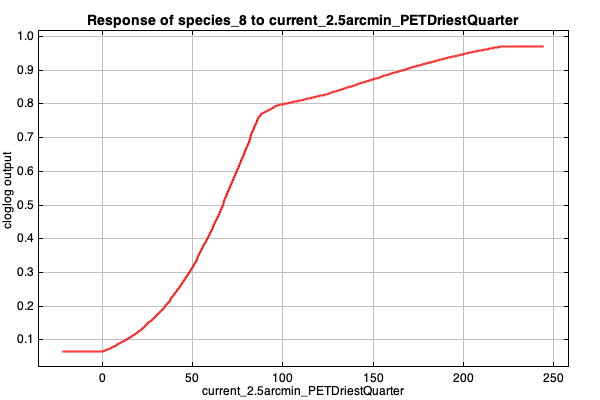 Response of species_8 to current_2.5arcmin_PETDriestQuarter
cloglog output
1.0
0.9
0.8
0.7
0.6
0.5
0.4
0.3
0.2
0.1
0 50 100 150 200 250
current_2.5arcmin_PETDriestQuarter